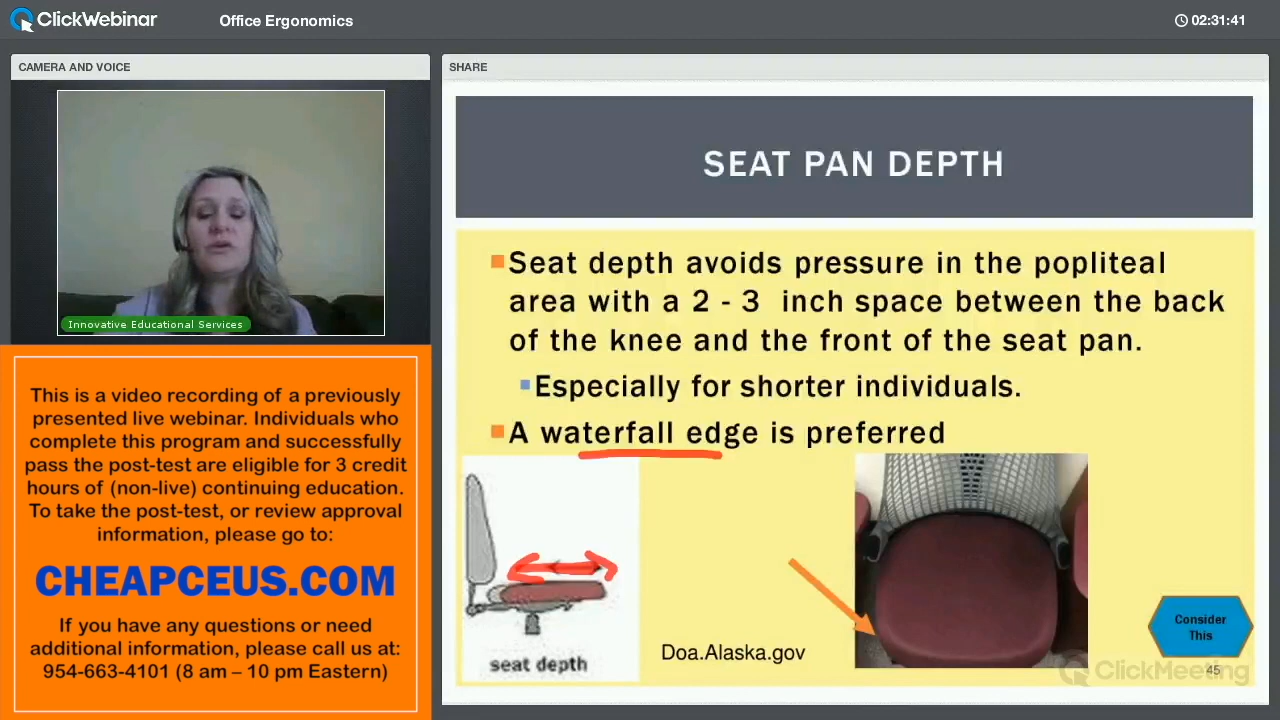 ClickWebinar
Office Ergonomics
02:31:41
CAMERA AND VOICE
Innovative Educational Services
This is a video recording of a previously
presented live webinar. Individuals who
complete this program and successfully
pass the post-test are eligible for 3 credit
hours of (non-live) continuing education.
To take the post-test, or review approval
information, please go to:
CHEAPCEUS.COM
If you have any questions or need
additional information, please call us at:
954-663-4101 (8 am – 10 pm Eastern)
SHARE
SEAT PAN DEPTH
Seat depth avoids pressure in the popliteal
area with a 2 - 3 inch space between the back
of the knee and the front of the seat pan.
Especially for shorter individuals.
A waterfall edge is preferred
seat depth
Doa.Alaska.gov
Consider
This
45
ClickMeeting